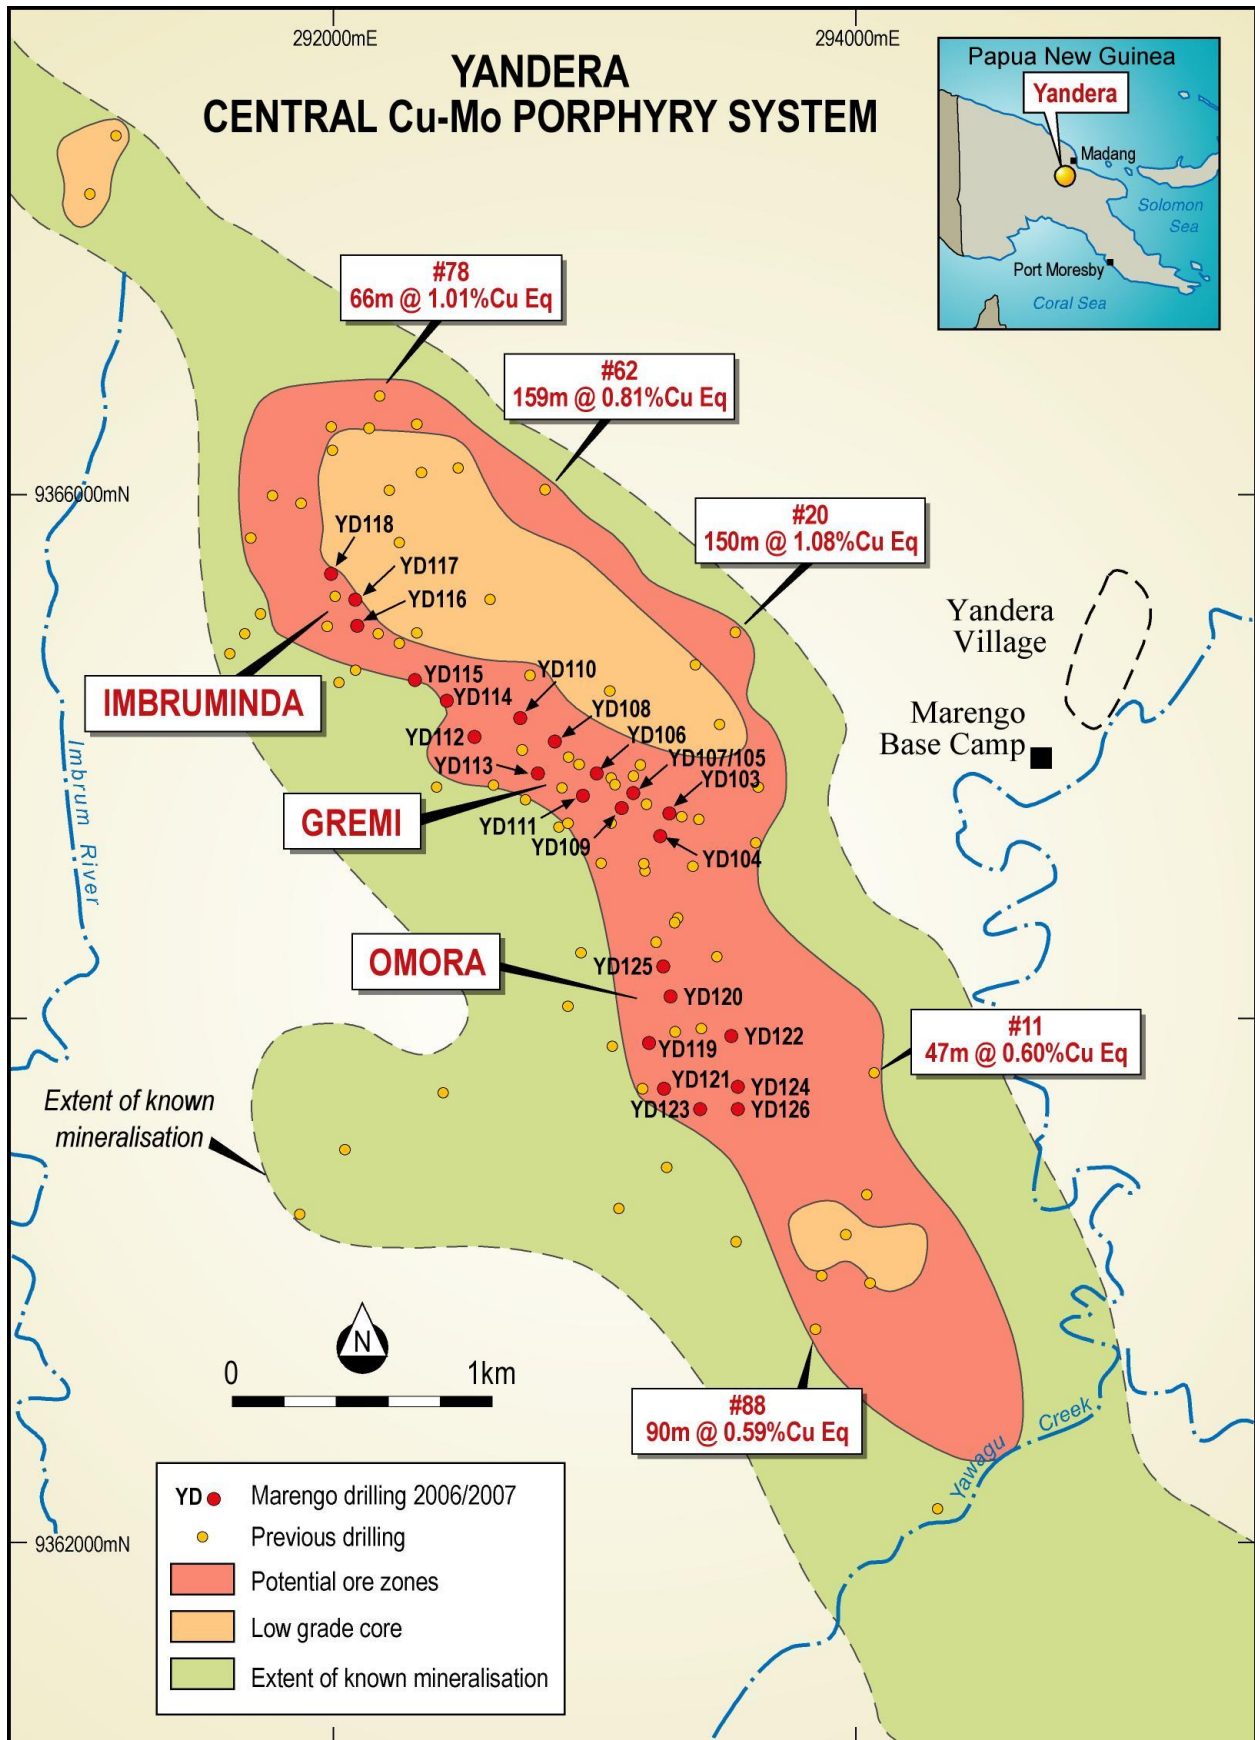 292000mE
294000mE
YANDERA
CENTRAL Cu-Mo PORPHYRY SYSTEM
Papua New Guinea
Yandera
Madang
Solomon
Sea
Port Moresby
Coral Sea
#78
66m @ 1.01%Cu Eq
#62
159m @ 0.81%Cu Eq
9366000mN
#20
150m @ 1.08%Cu Eq
YD118
YD117
YD116
Yandera
Village
IMBRUMINDA
YD115
YD110
YD114
YD108
Marengo
Base Camp
YD112
YD106
YD113
YD107/105
YD103
GREMI
YD111
YD109
YD104
Imbrum River
OMORA
YD125
YD120
YD122
YD119
#11
47m @ 0.60%Cu Eq
YD121
YD124
YD123
YD126
Extent of known
mineralisation
N
0
1km
#88
90m @ 0.59%Cu Eq
Yawagu Creek
YD
Marengo drilling 2006/2007
Previous drilling
9362000mN
Potential ore zones
Low grade core
Extent of known mineralisation